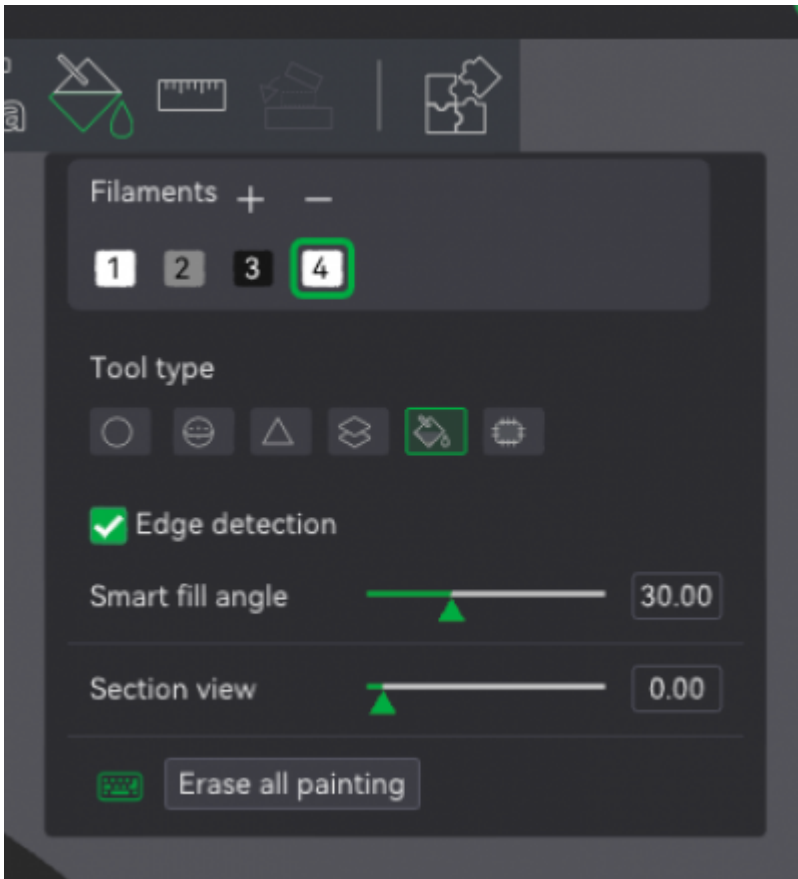 a
Filaments + −
1 2 3 4
Tool type
Edge detection
Smart fill angle 30.00
Section view 0.00
Erase all painting